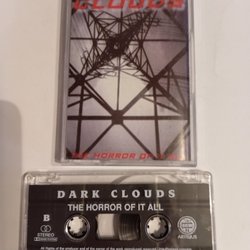 CLOUDS
THE HORROR OF IT ALL
DARK CLOUDS
THE HORROR OF IT ALL
B
STEREO